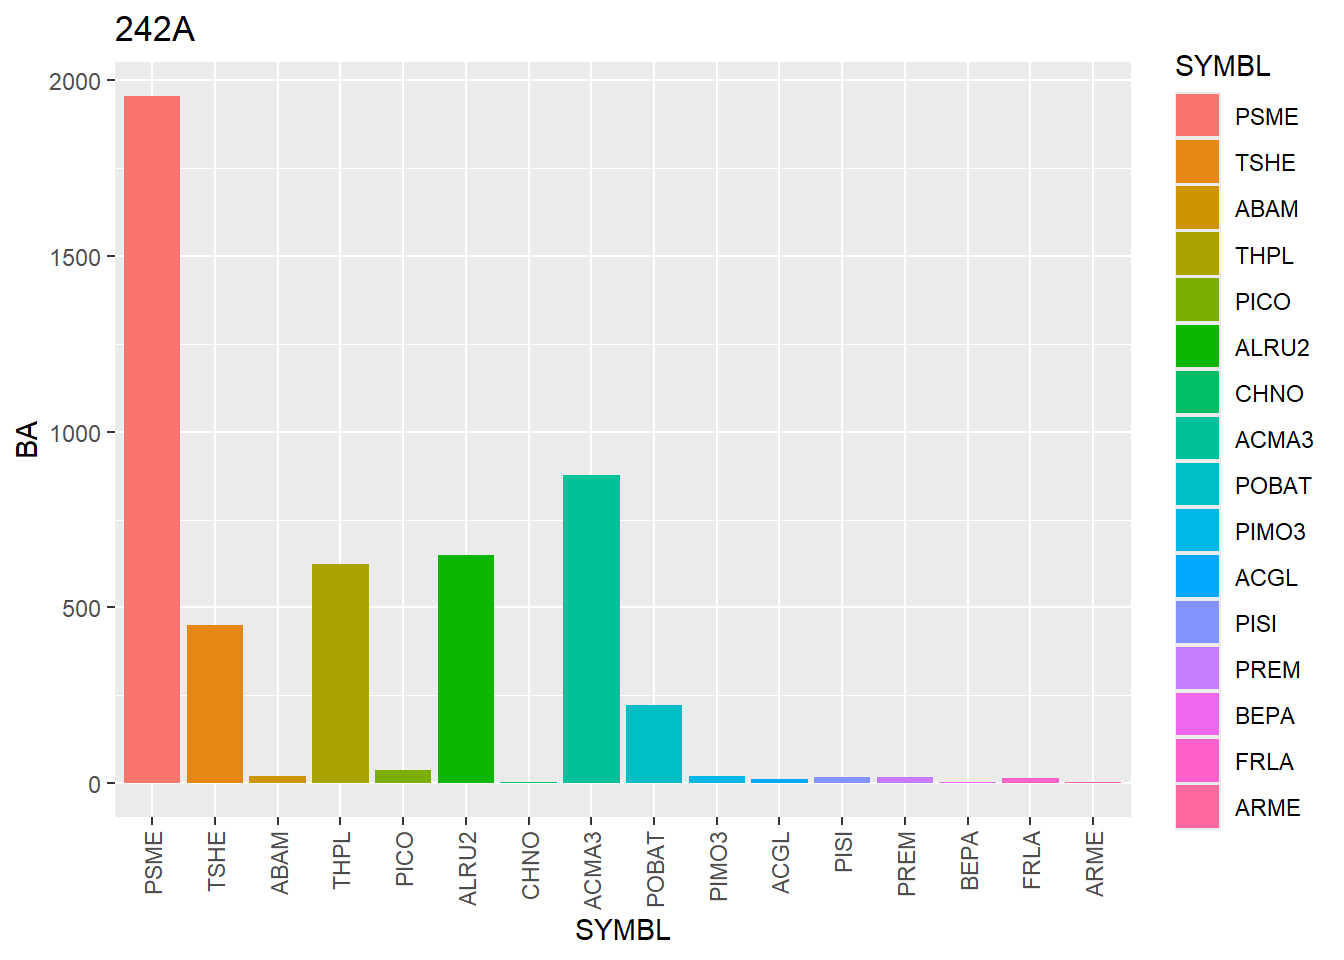 242A
BA
2000
1500
1000
500
0
PSME
TSHE
ABAM
THPL
PICO
ALRU2
CHNO
ACMA3
POBAT
PIMO3
ACGL
PISI
PREM
BEPA
FRLA
ARME
SYMBL
SYMBL
PSME
TSHE
ABAM
THPL
PICO
ALRU2
CHNO
ACMA3
POBAT
PIMO3
ACGL
PISI
PREM
BEPA
FRLA
ARME